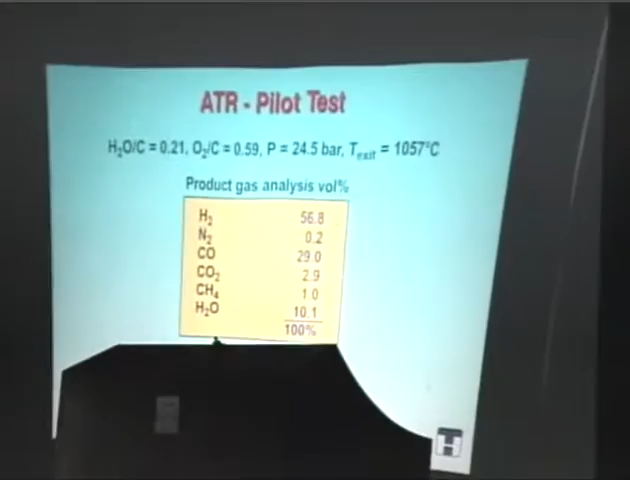 ATR - Pilot Test
H₂O/C = 0.21, O₂/C = 0.59, P = 24.5 bar, T_exit = 1057°C
Product gas analysis vol%
H₂ 56.8
N₂ 0.2
CO 29.0
CO₂ 2.9
CH₄ 1.0
H₂O 10.1
100%
H